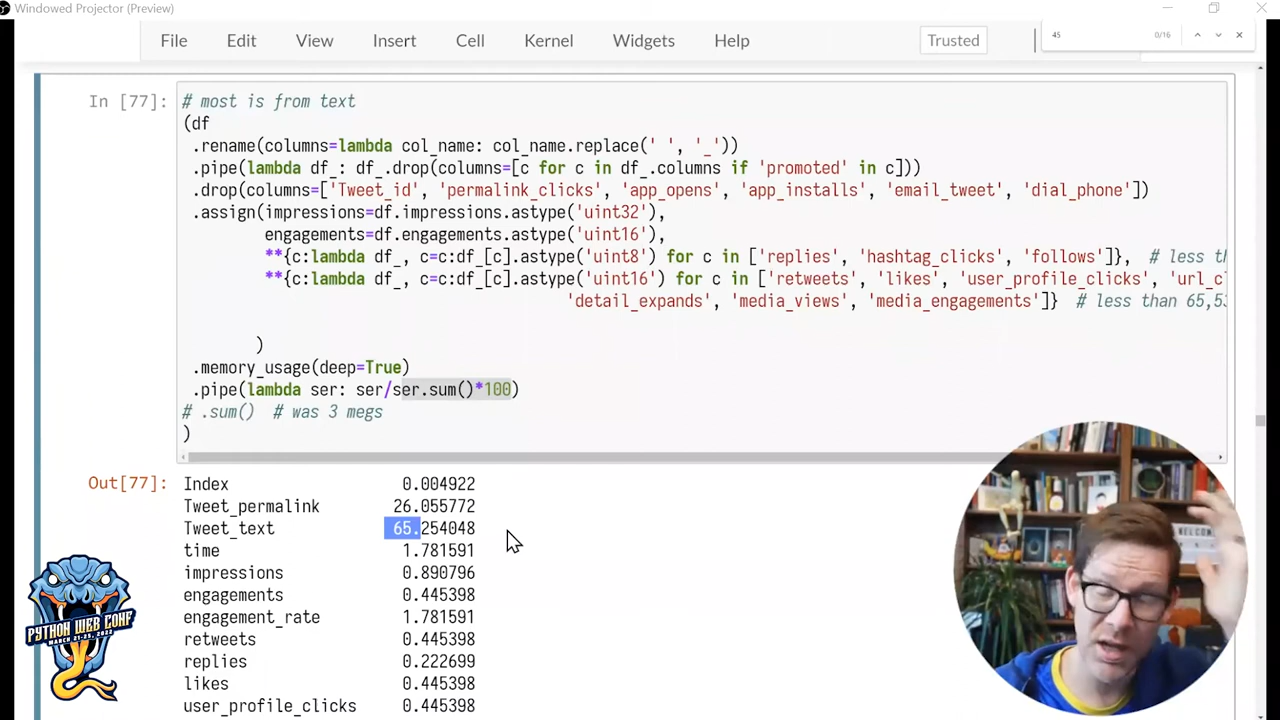 Windowed Projector (Preview)
File Edit View Insert Cell Kernel Widgets Help Trusted
45 0/16
In [77]: # most is from text
(df
.rename(columns=lambda col_name: col_name.replace(' ', '_'))
.pipe(lambda df_: df_.drop(columns=[c for c in df_.columns if 'promoted' in c]))
.drop(columns=['Tweet_id', 'permalink_clicks', 'app_opens', 'app_installs', 'email_tweet', 'dial_phone'])
.assign(impressions=df.impressions.astype('uint32'),
engagements=df.engagements.astype('uint16'),
**{c:lambda df_, c=c:df_[c].astype('uint8') for c in ['replies', 'hashtag_clicks', 'follows']}, # less th
**{c:lambda df_, c=c:df_[c].astype('uint16') for c in ['retweets', 'likes', 'user_profile_clicks', 'url_cl
'detail_expands', 'media_views', 'media_engagements']} # less than 65,53
)
.memory_usage(deep=True)
.pipe(lambda ser: ser/ser.sum()*100)
# .sum() # was 3 megs
)
Out[77]: Index 0.004922
Tweet_permalink 26.055772
Tweet_text 65.254048
time 1.781591
impressions 0.890796
engagements 0.445398
engagement_rate 1.781591
retweets 0.445398
replies 0.222699
likes 0.445398
user_profile_clicks 0.445398
PYTHON WEB CONF
MARCH 21-25, 2022
WELCOM